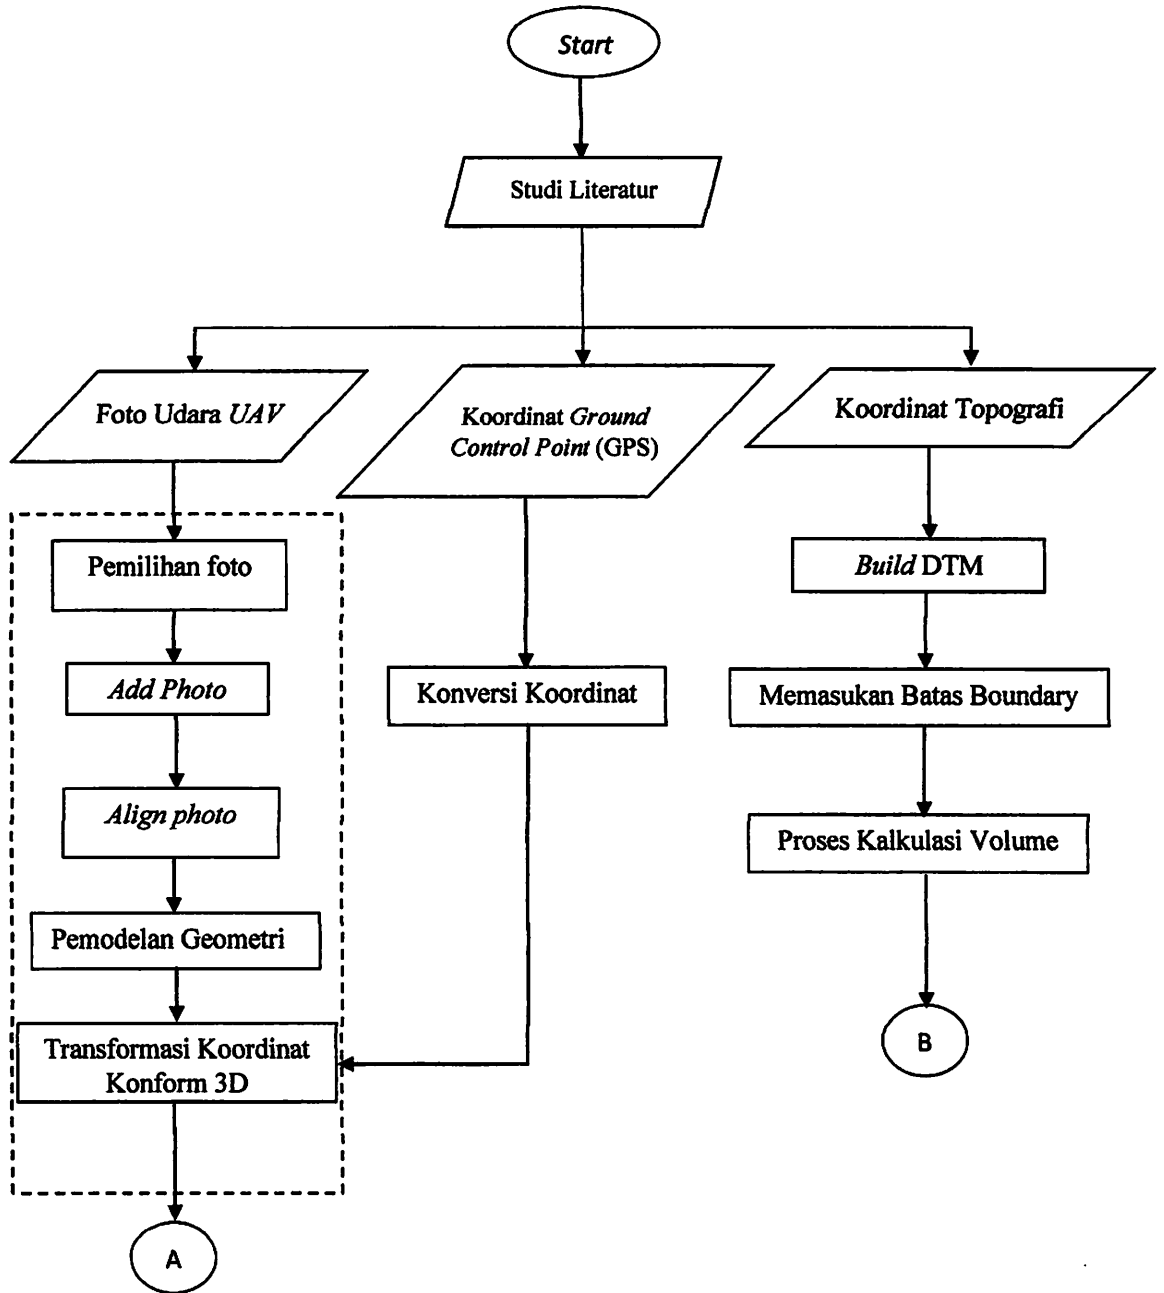 Start
Studi Literatur
Foto Udara UAV
Koordinat Ground
Control Point (GPS)
Koordinat Topografi
Pemilihan foto
Add Photo
Align photo
Pemodelan Geometri
Transformasi Koordinat
Konform 3D
A
Konversi Koordinat
Build DTM
Memasukan Batas Boundary
Proses Kalkulasi Volume
B